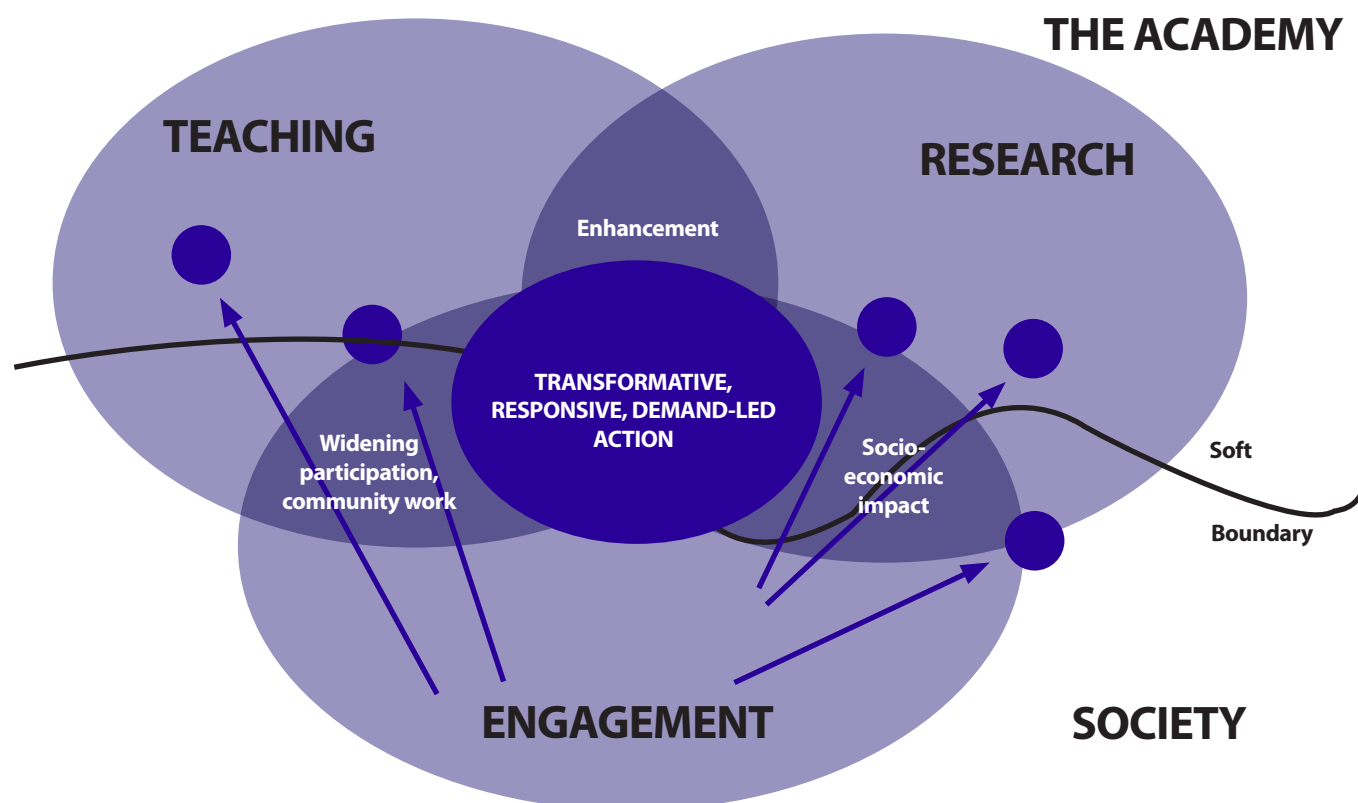 THE ACADEMY
TEACHING
RESEARCH
Enhancement
TRANSFORMATIVE,
RESPONSIVE, DEMAND-LED
ACTION
Widening
participation,
community work
Socio-
economic
impact
Soft
Boundary
ENGAGEMENT
SOCIETY